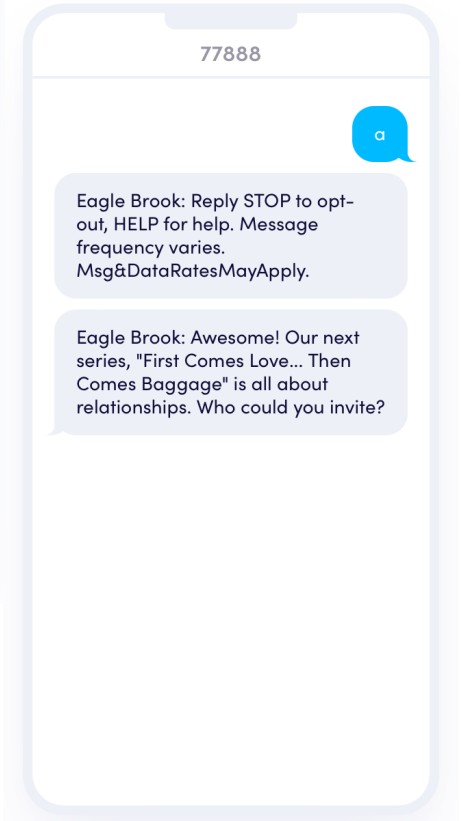 77888
a
Eagle Brook: Reply STOP to opt-
out, HELP for help. Message
frequency varies.
Msg&DataRatesMayApply.
Eagle Brook: Awesome! Our next
series, "First Comes Love... Then
Comes Baggage" is all about
relationships. Who could you invite?